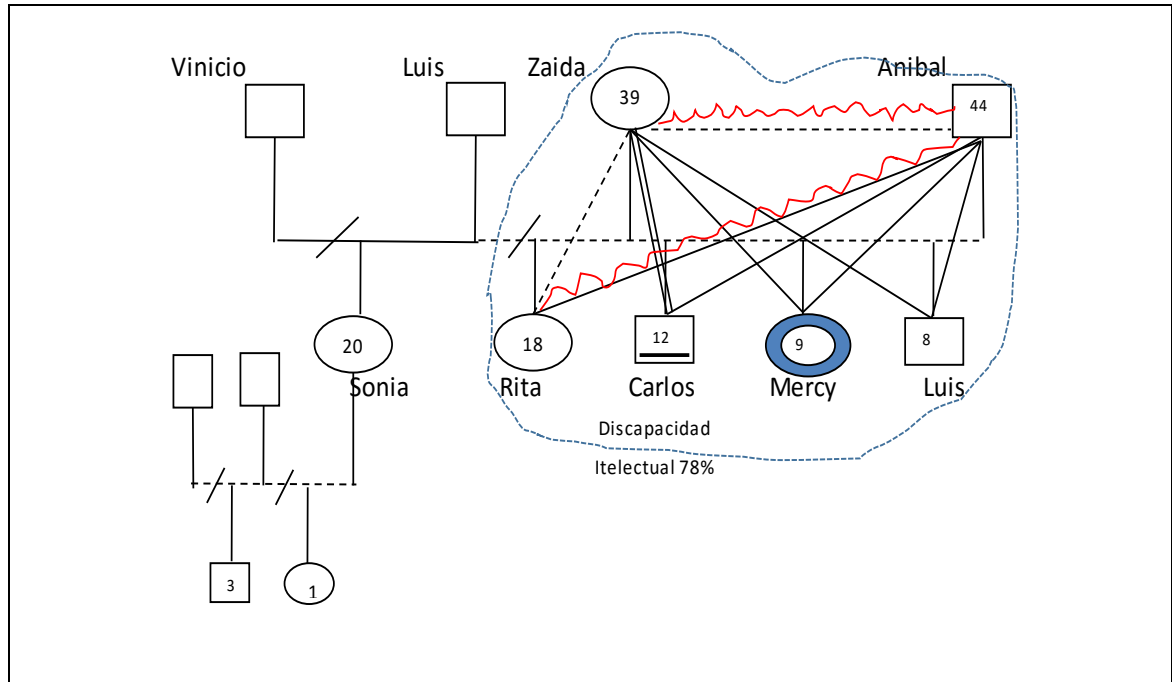 Vinicio Luis Zaida Anibal
39 44
20 18 12 9 8
Sonia Rita Carlos Mercy Luis
Discapacidad
Itelectual 78%
3 1